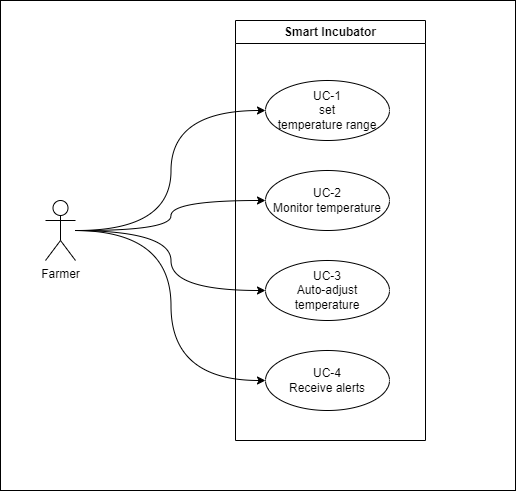 Smart Incubator
UC-1
set
temperature range
UC-2
Monitor temperature
Farmer
UC-3
Auto-adjust
temperature
UC-4
Receive alerts